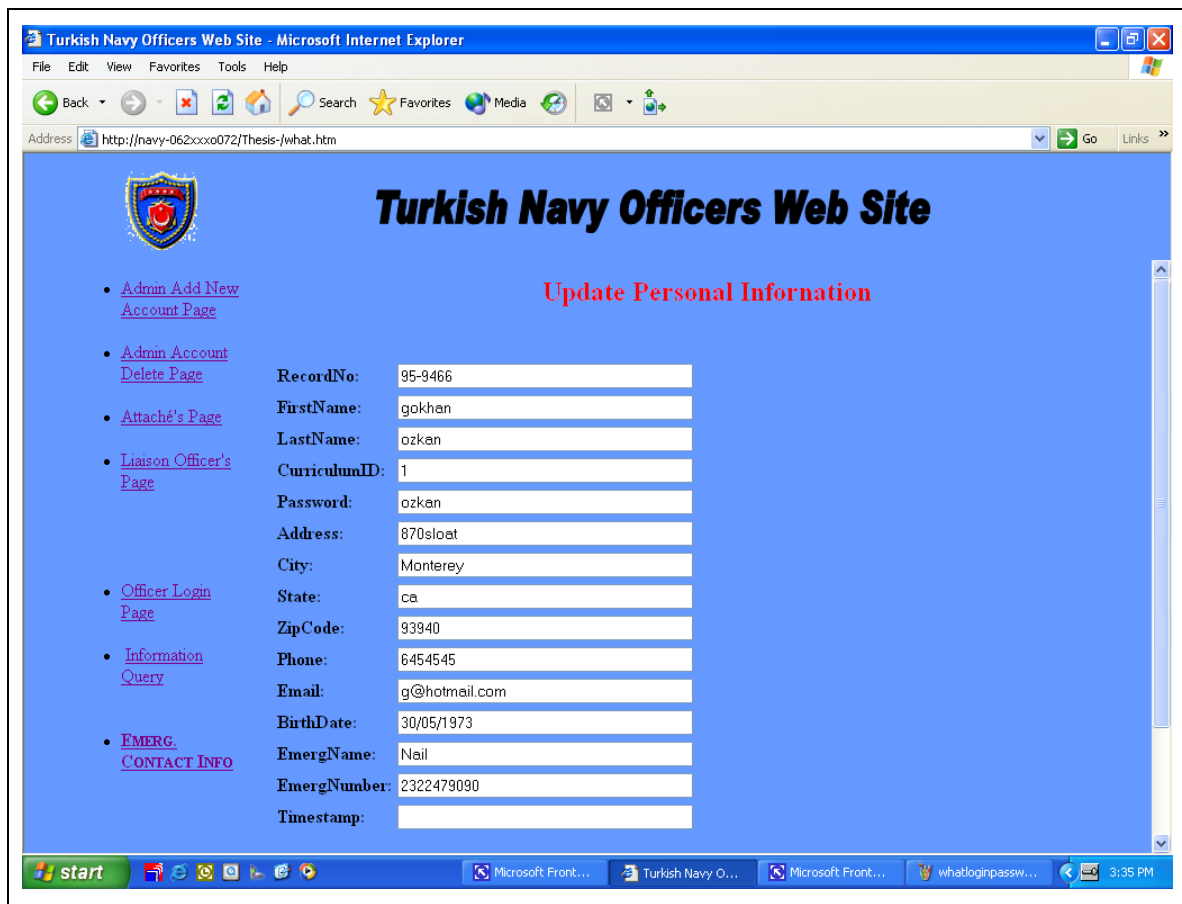 Turkish Navy Officers Web Site - Microsoft Internet Explorer
File Edit View Favorites Tools Help
Back Search Favorites Media
Address http://navy-062xxxo072/Thesis-/what.htm Go Links »
Turkish Navy Officers Web Site
Update Personal Infornation
• Admin Add New
Account Page
• Admin Account
Delete Page
• Attaché's Page
• Liaison Officer's
Page
• Officer Login
Page
• Information
Query
• EMERG.
CONTACT INFO
RecordNo: 95-9466
FirstName: gokhan
LastName: ozkan
CurriculumID: 1
Password: ozkan
Address: 870sloat
City: Monterey
State: ca
ZipCode: 93940
Phone: 6454545
Email: g@hotmail.com
BirthDate: 30/05/1973
EmergName: Nail
EmergNumber: 2322479090
Timestamp:
start Microsoft Front... Turkish Navy O... Microsoft Front... whatloginpassw... 3:35 PM